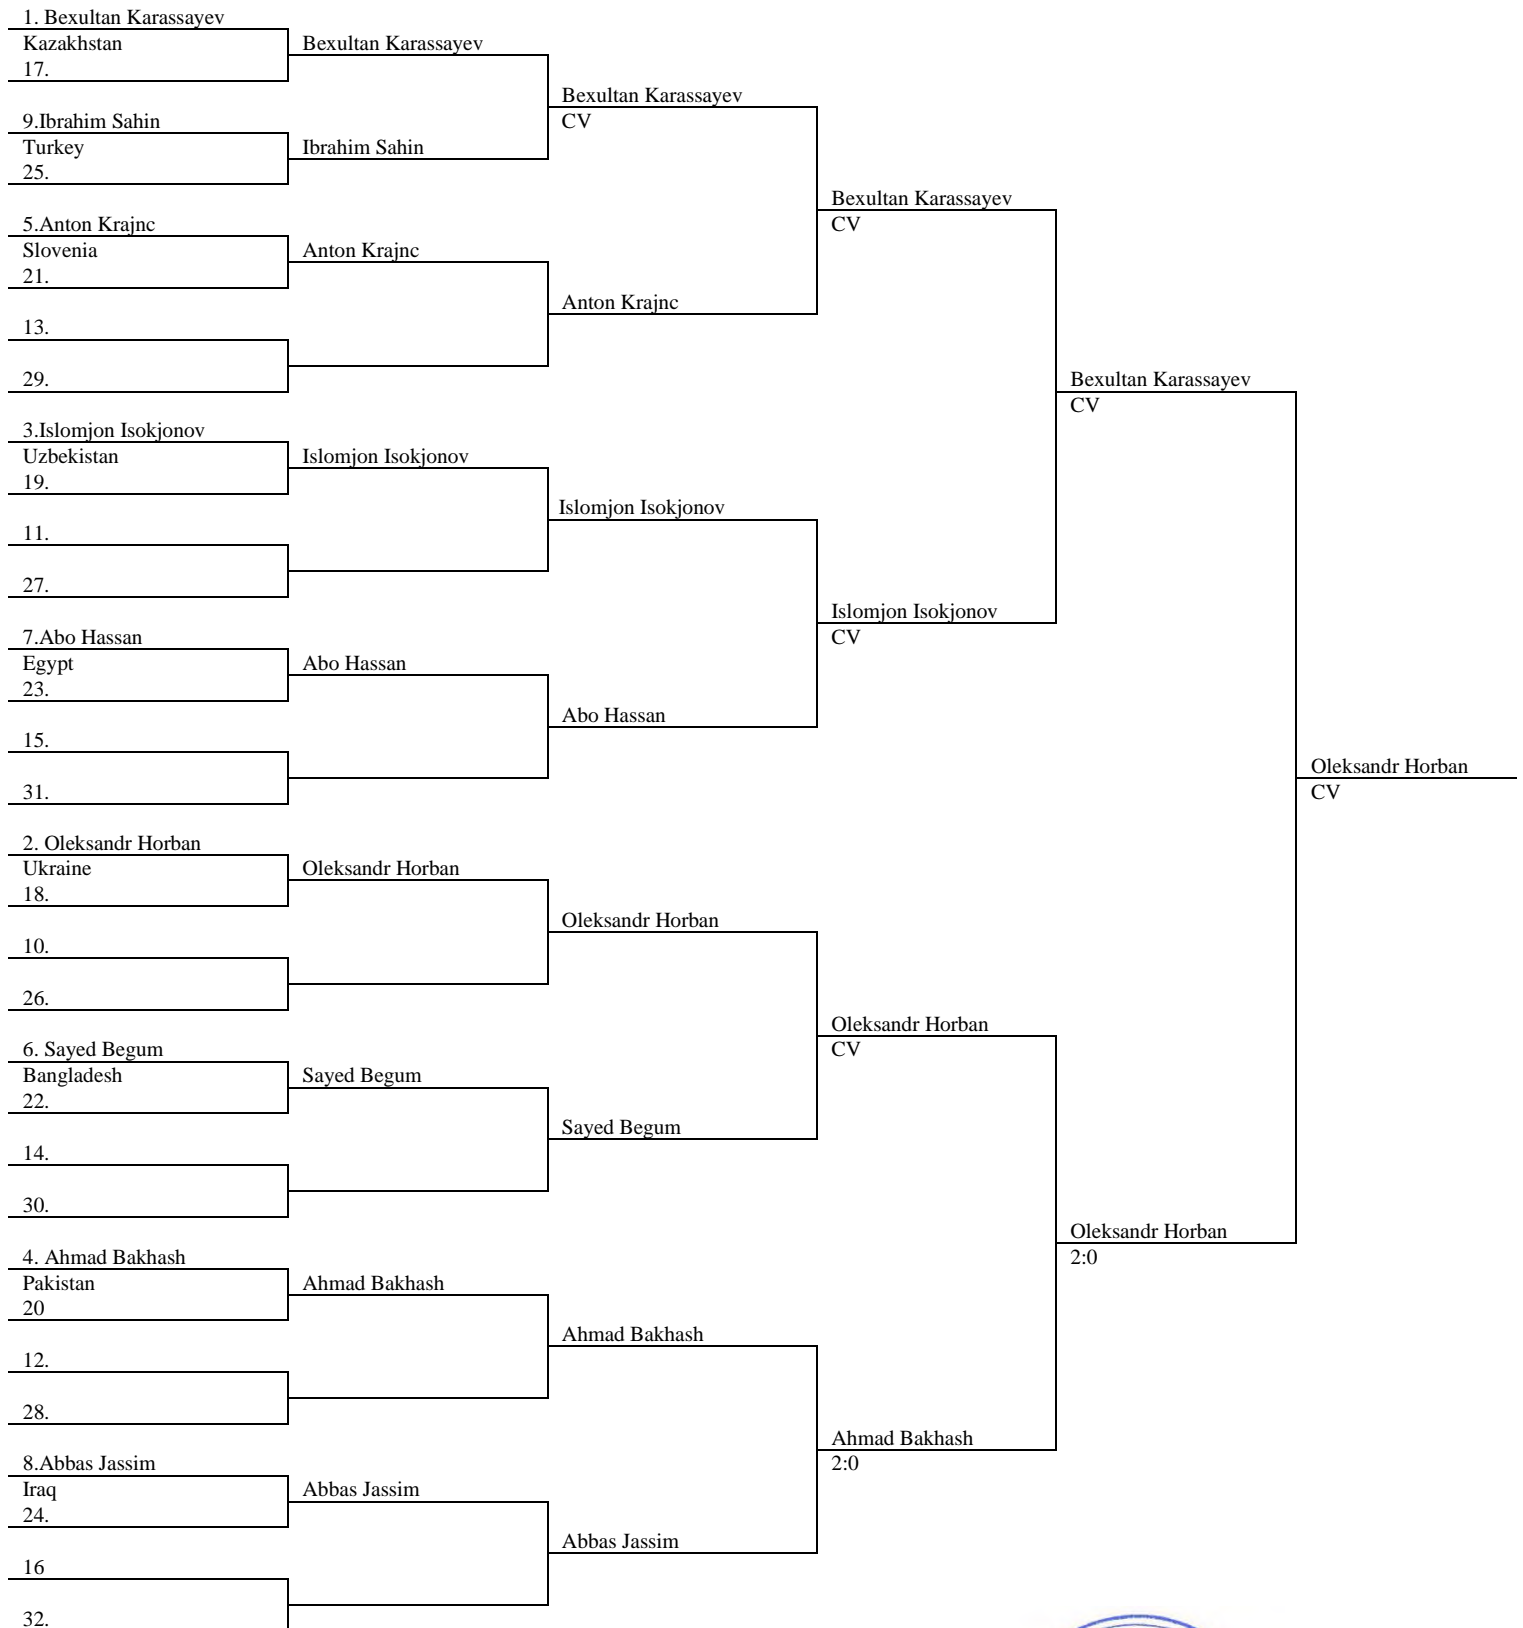 1. Bexultan Karassayev
Kazakhstan
17.
Bexultan Karassayev
9.Ibrahim Sahin
Turkey
25.
Ibrahim Sahin
Bexultan Karassayev
CV
5.Anton Krajnc
Slovenia
21.
Anton Krajnc
13.
29.
Anton Krajnc
Bexultan Karassayev
CV
3.Islomjon Isokjonov
Uzbekistan
19.
Islomjon Isokjonov
11.
27.
Islomjon Isokjonov
7.Abo Hassan
Egypt
23.
Abo Hassan
15.
31.
Abo Hassan
Islomjon Isokjonov
CV
Bexultan Karassayev
CV
2. Oleksandr Horban
Ukraine
18.
Oleksandr Horban
10.
26.
Oleksandr Horban
6. Sayed Begum
Bangladesh
22.
Sayed Begum
14.
30.
Sayed Begum
Oleksandr Horban
CV
4. Ahmad Bakhash
Pakistan
20
Ahmad Bakhash
12.
28.
Ahmad Bakhash
8.Abbas Jassim
Iraq
24.
Abbas Jassim
16
32.
Abbas Jassim
Ahmad Bakhash
2:0
Oleksandr Horban
2:0
Oleksandr Horban
CV